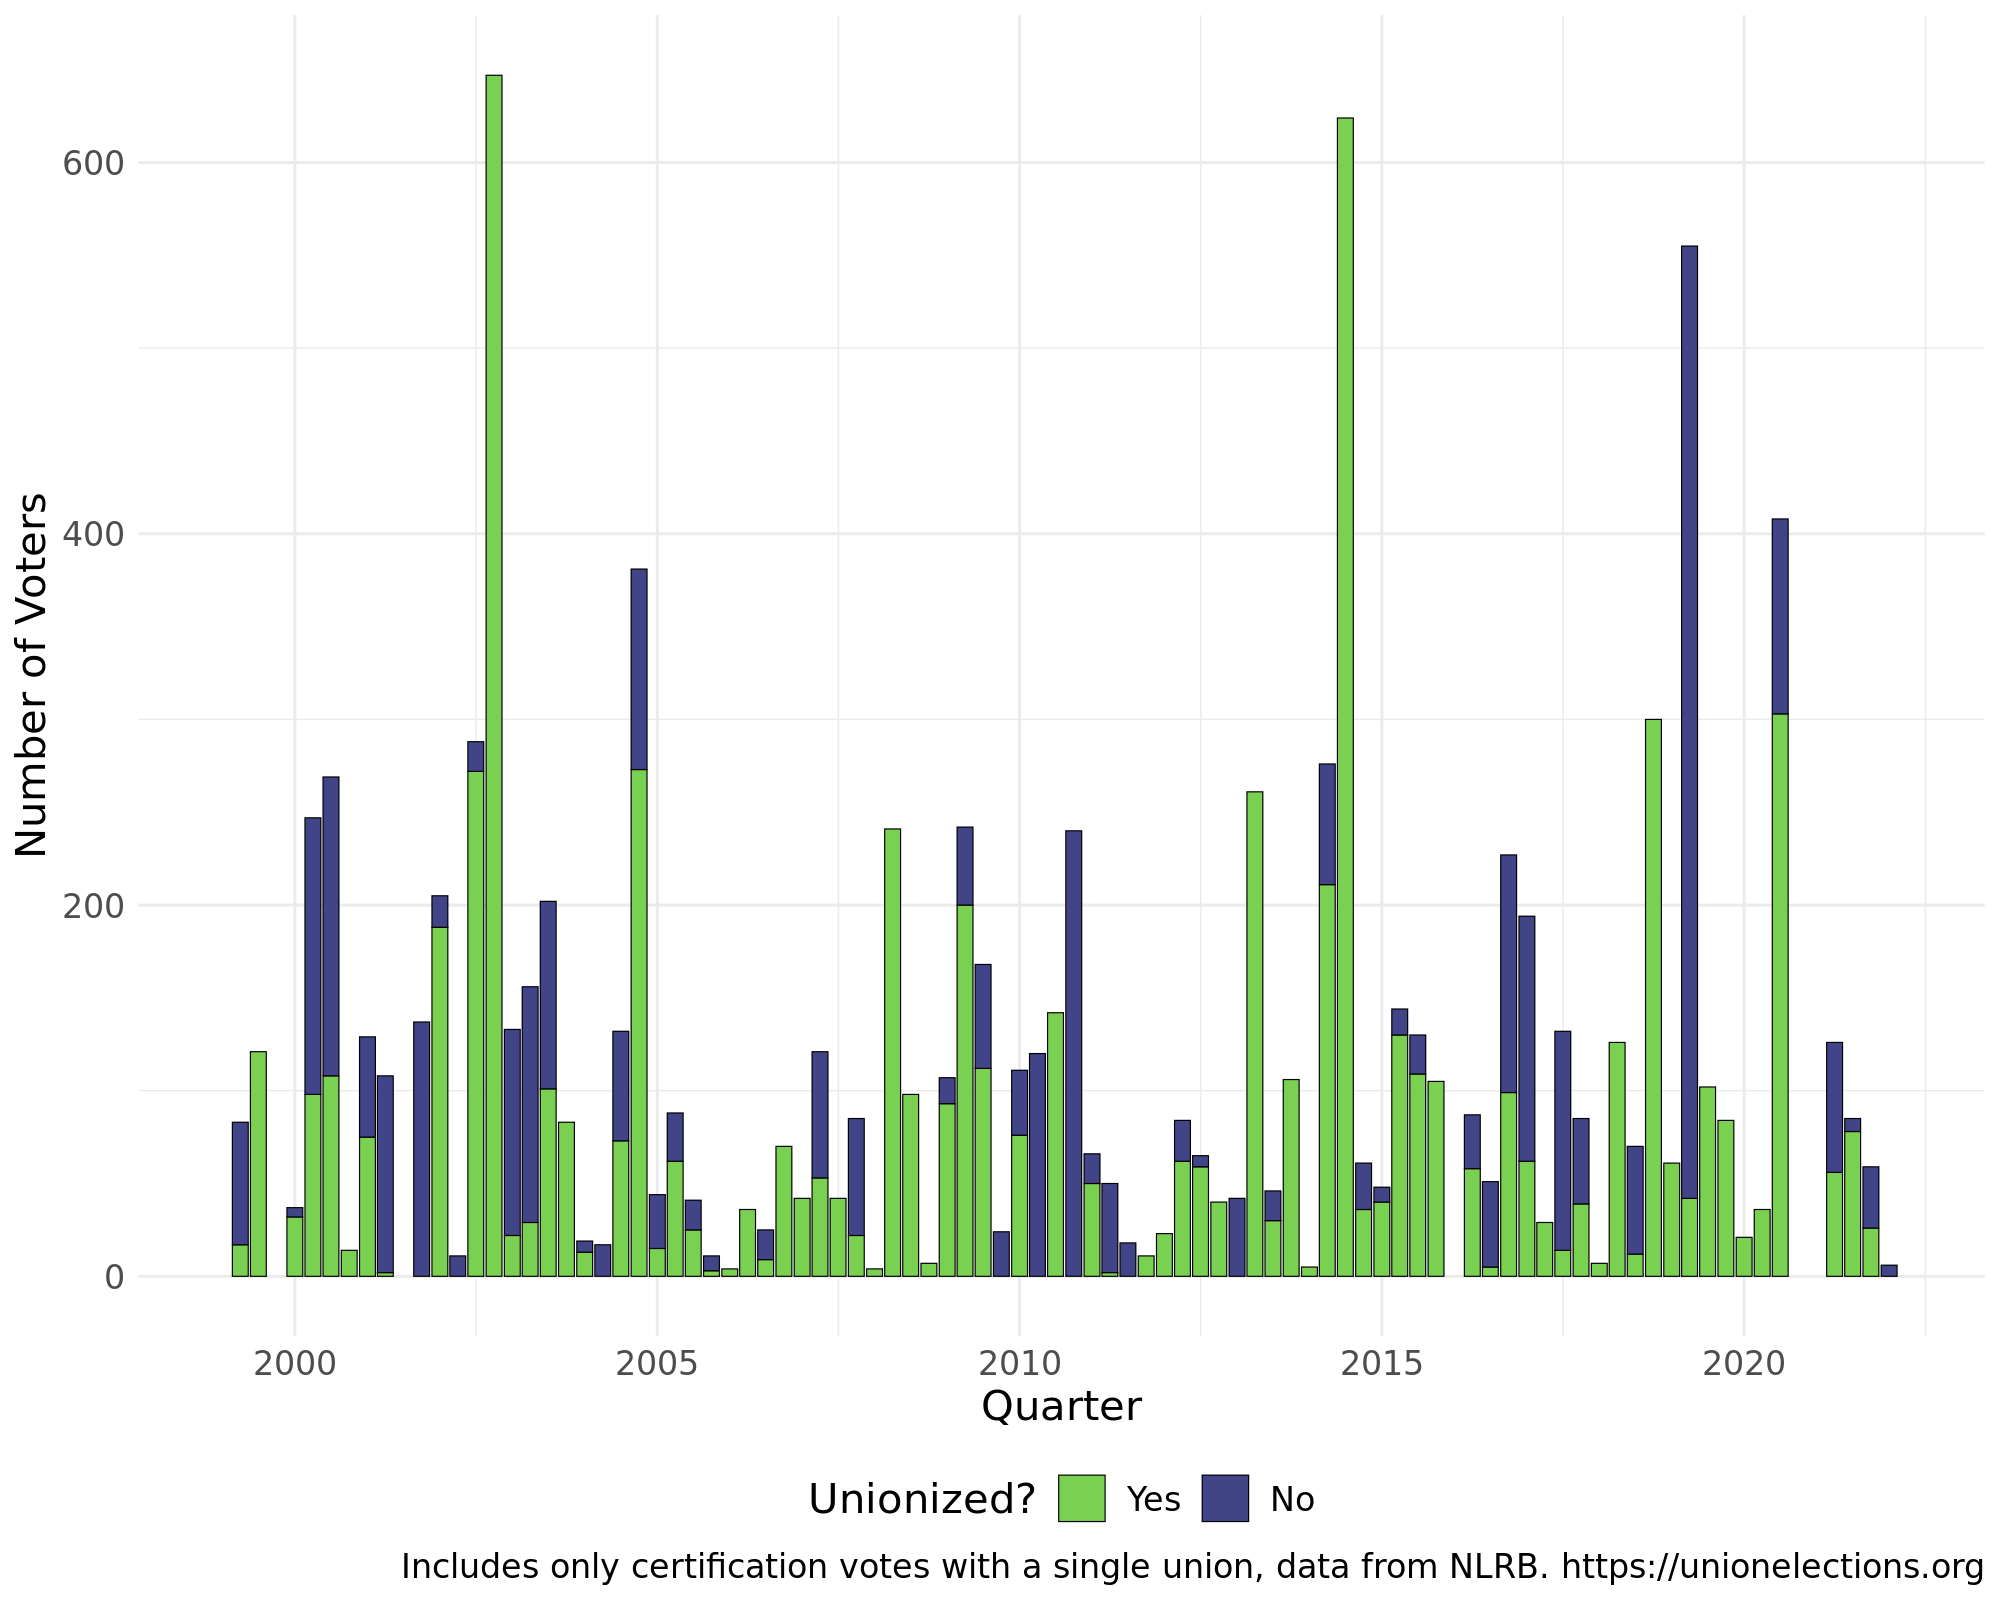 Number of Voters
600
400
200
0
2000 2005 2010 2015 2020
Quarter
Unionized? Yes No
Includes only certification votes with a single union, data from NLRB. https://unionelections.org